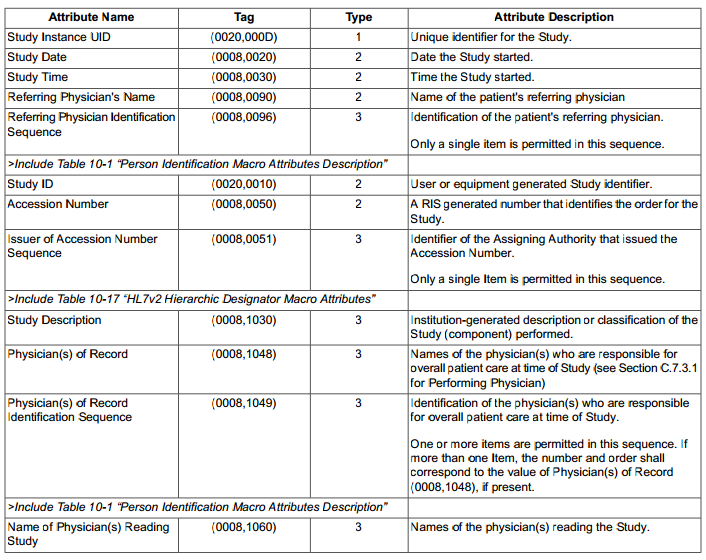 Attribute Name Tag Type Attribute Description
Study Instance UID (0020,000D) 1 Unique identifier for the Study.
Study Date (0008,0020) 2 Date the Study started.
Study Time (0008,0030) 2 Time the Study started.
Referring Physician's Name (0008,0090) 2 Name of the patient's referring physician
Referring Physician Identification (0008,0096) 3 Identification of the patient's referring physician.
Sequence
Only a single item is permitted in this sequence.
>Include Table 10-1 “Person Identification Macro Attributes Description”
Study ID (0020,0010) 2 User or equipment generated Study identifier.
Accession Number (0008,0050) 2 A RIS generated number that identifies the order for the
Study.
Issuer of Accession Number (0008,0051) 3 Identifier of the Assigning Authority that issued the
Sequence Accession Number.
Only a single Item is permitted in this sequence.
>Include Table 10-17 “HL7v2 Hierarchic Designator Macro Attributes”
Study Description (0008,1030) 3 Institution-generated description or classification of the
Study (component) performed.
Physician(s) of Record (0008,1048) 3 Names of the physician(s) who are responsible for
overall patient care at time of Study (see Section C.7.3.1
for Performing Physician)
Physician(s) of Record (0008,1049) 3 Identification of the physician(s) who are responsible
Identification Sequence for overall patient care at time of Study.
One or more items are permitted in this sequence. If
more than one Item, the number and order shall
correspond to the value of Physician(s) of Record
(0008,1048), if present.
>Include Table 10-1 “Person Identification Macro Attributes Description”
Name of Physician(s) Reading (0008,1060) 3 Names of the physician(s) reading the Study.
Study